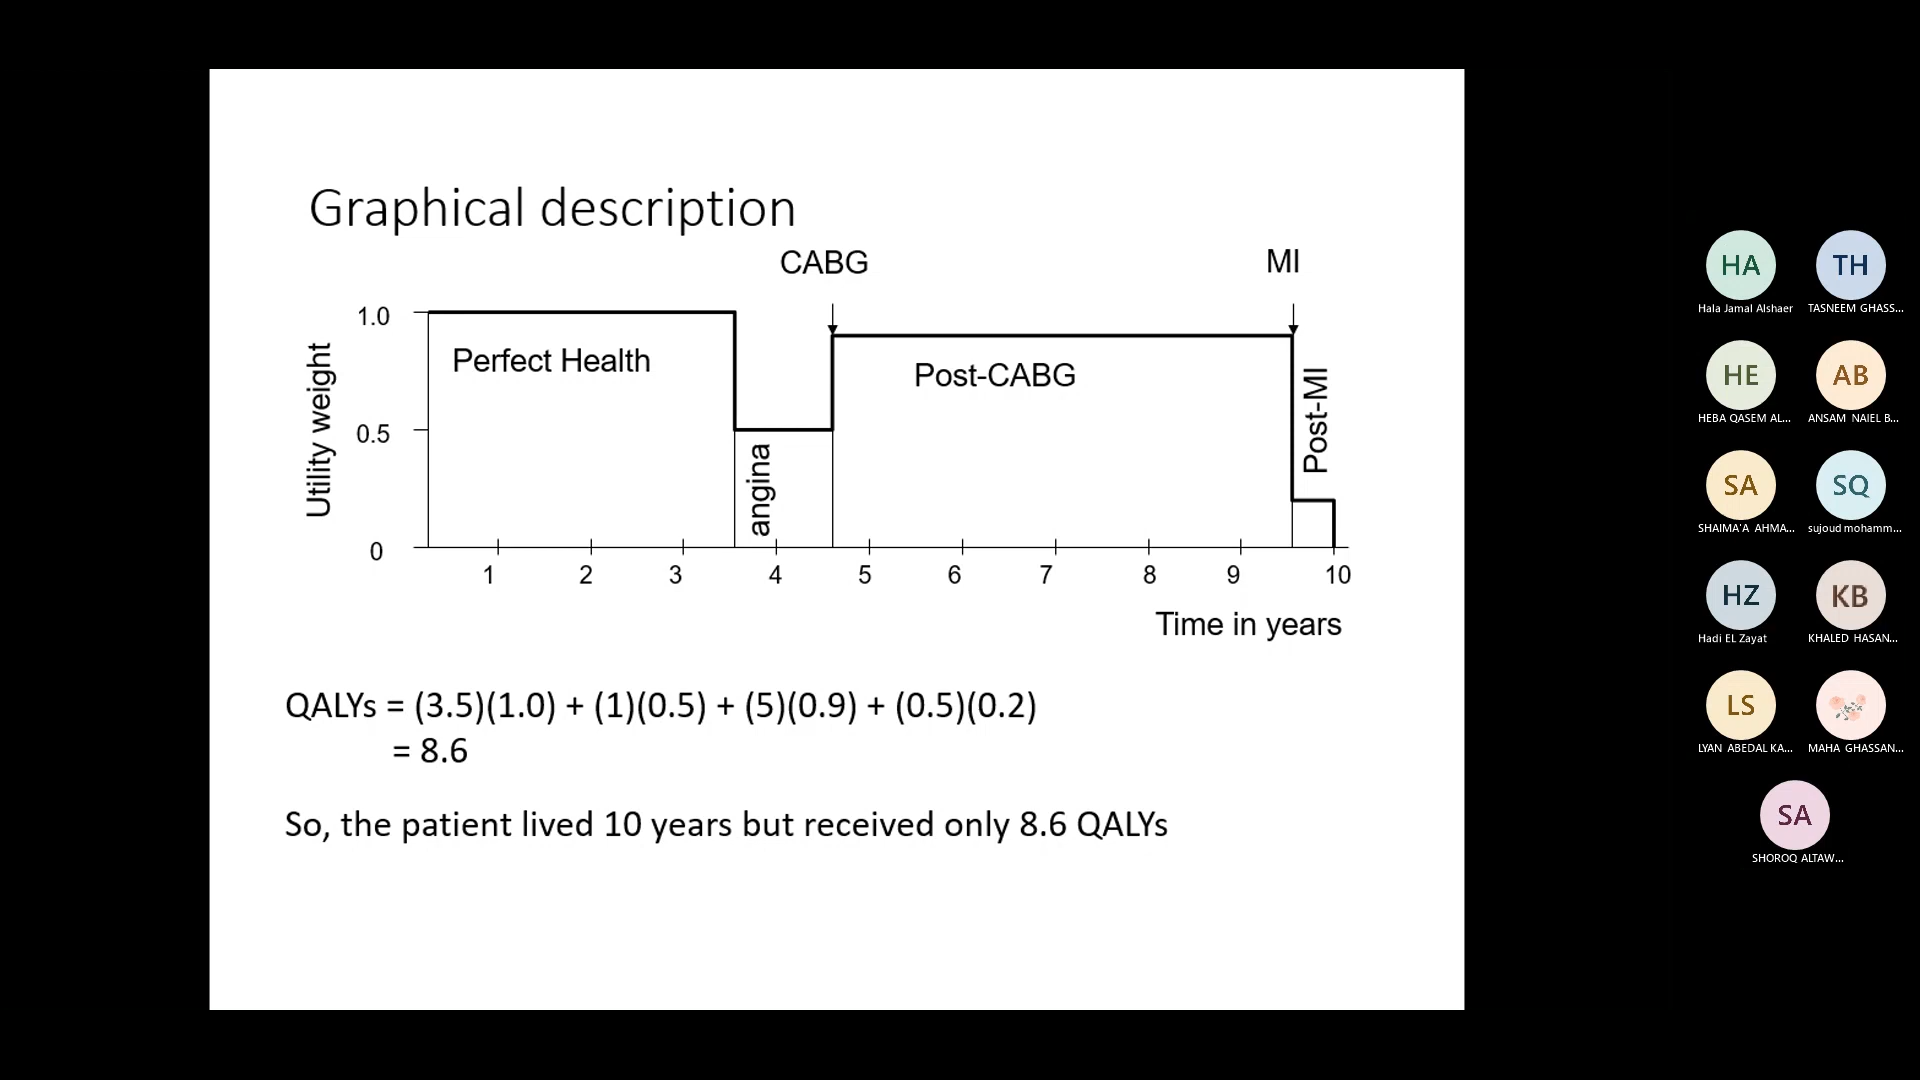 Graphical description
CABG
MI
1.0
0.5
0
Utility weight
Perfect Health
angina
Post-CABG
Post-MI
1 2 3 4 5 6 7 8 9 10
Time in years
QALYs = (3.5)(1.0) + (1)(0.5) + (5)(0.9) + (0.5)(0.2)
= 8.6
So, the patient lived 10 years but received only 8.6 QALYs
HA TH
Hala Jamal Alshaer TASNEEM GHASS...
HE AB
HEBA QASEM AL... ANSAM NAIEL B...
SA SQ
SHAIMA'A AHMA... sujoud mohamm...
HZ KB
Hadi EL Zayat KHALED HASAN...
LS
LYAN ABEDAL KA... MAHA GHASSAN...
SA
SHOROQ ALTAW...